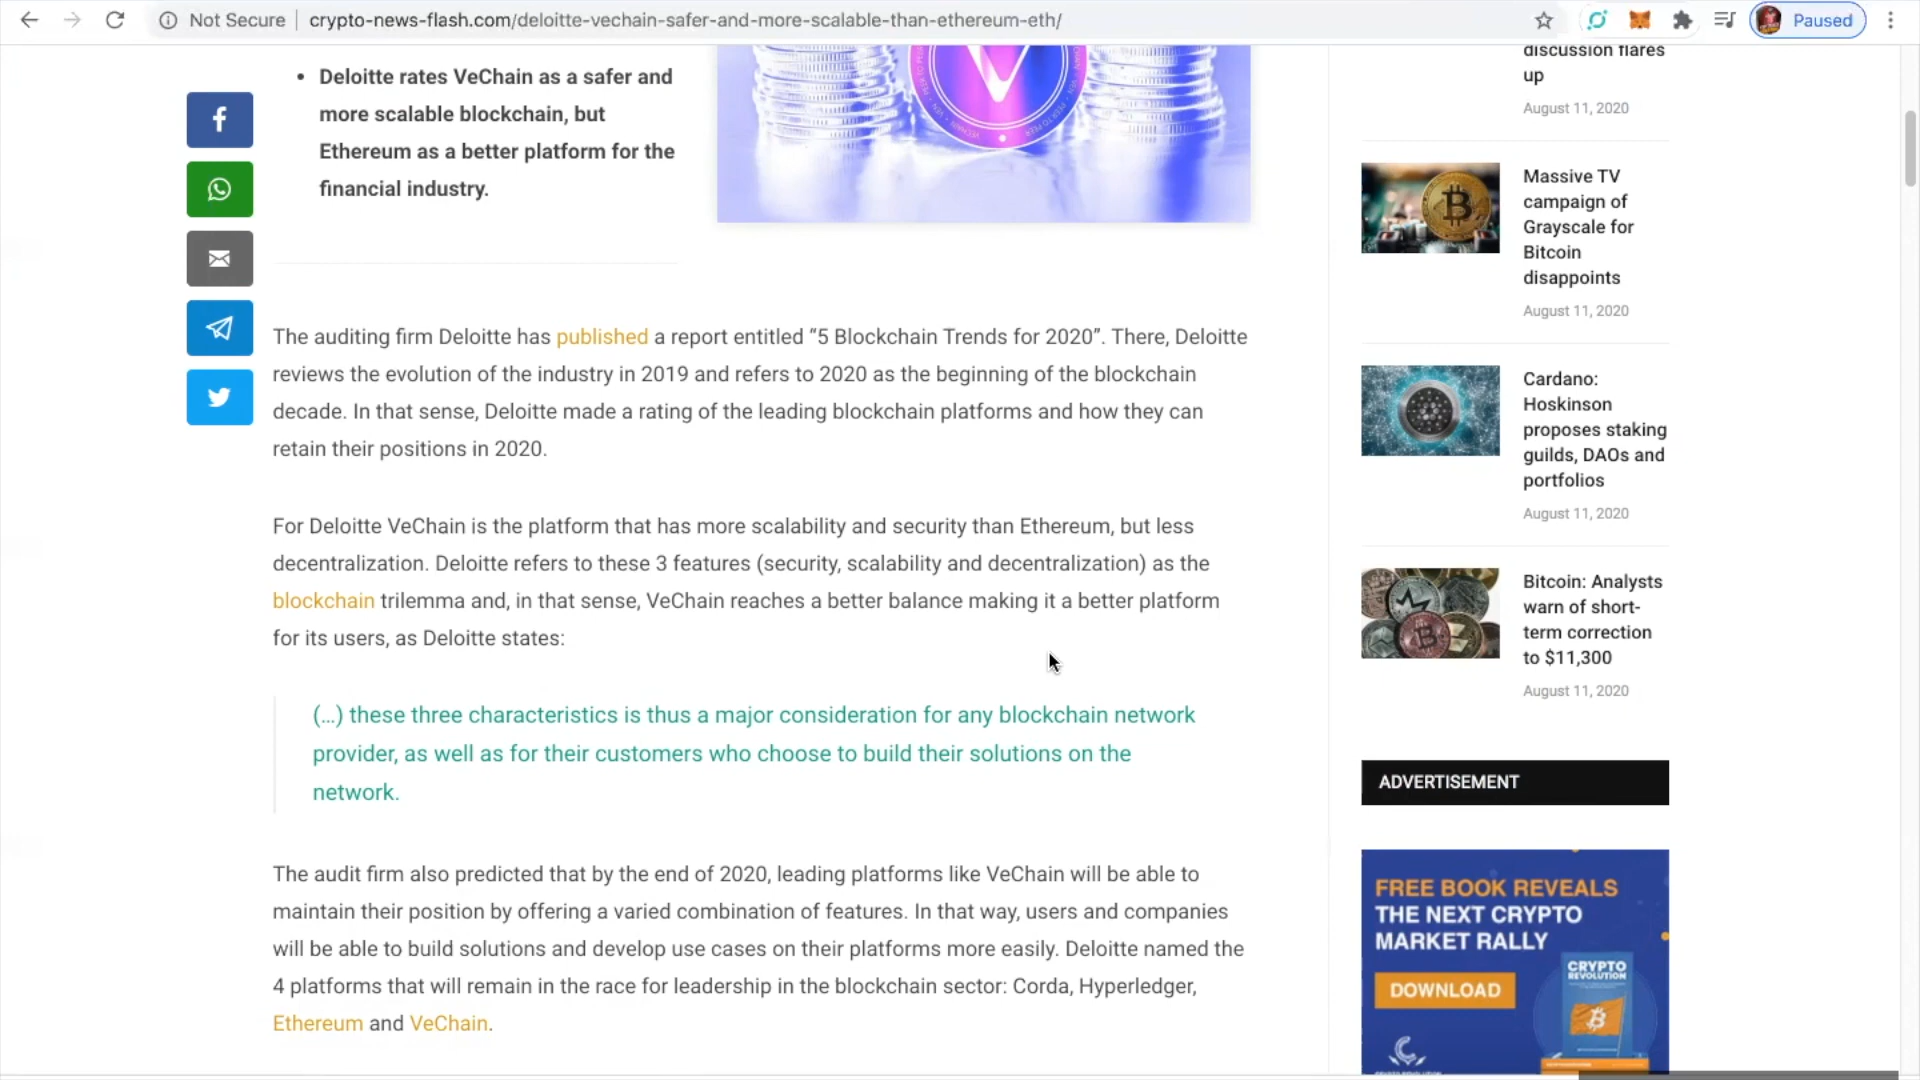 Not Secure
crypto-news-flash.com/deloitte-vechain-safer-and-more-scalable-than-ethereum-eth/
Paused
• Deloitte rates VeChain as a safer and
more scalable blockchain, but
Ethereum as a better platform for the
financial industry.
The auditing firm Deloitte has published a report entitled “5 Blockchain Trends for 2020”. There, Deloitte
reviews the evolution of the industry in 2019 and refers to 2020 as the beginning of the blockchain
decade. In that sense, Deloitte made a rating of the leading blockchain platforms and how they can
retain their positions in 2020.
For Deloitte VeChain is the platform that has more scalability and security than Ethereum, but less
decentralization. Deloitte refers to these 3 features (security, scalability and decentralization) as the
blockchain trilemma and, in that sense, VeChain reaches a better balance making it a better platform
for its users, as Deloitte states:
(…) these three characteristics is thus a major consideration for any blockchain network
provider, as well as for their customers who choose to build their solutions on the
network.
The audit firm also predicted that by the end of 2020, leading platforms like VeChain will be able to
maintain their position by offering a varied combination of features. In that way, users and companies
will be able to build solutions and develop use cases on their platforms more easily. Deloitte named the
4 platforms that will remain in the race for leadership in the blockchain sector: Corda, Hyperledger,
Ethereum and VeChain.
discussion flares
up
August 11, 2020
Massive TV
campaign of
Grayscale for
Bitcoin
disappoints
August 11, 2020
Cardano:
Hoskinson
proposes staking
guilds, DAOs and
portfolios
August 11, 2020
Bitcoin: Analysts
warn of short-
term correction
to $11,300
August 11, 2020
ADVERTISEMENT
FREE BOOK REVEALS
THE NEXT CRYPTO
MARKET RALLY
DOWNLOAD
CRYPTO
REVOLUTION